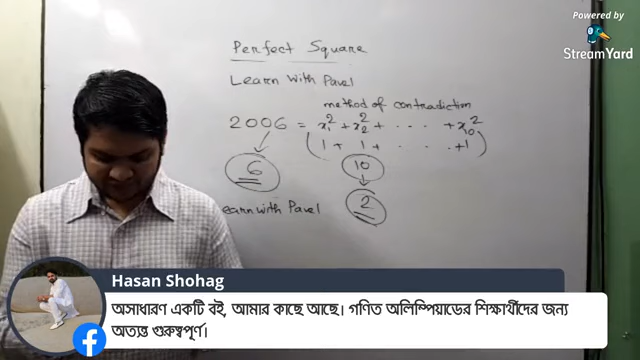 Powered by
StreamYard
Perfect Square
Learn With Pavel
method of contradiction
2006 = x₁² + x₂² + . . . . + x₁₀²
( 1 + 1 + . . . . + 1 )
6
10
2
earn with Pavel
Hasan Shohag
অসাধারণ একটি বই, আমার কাছে আছে। গণিত অলিম্পিয়াডের শিক্ষার্থীদের জন্য
অত্যন্ত গুরুত্বপূর্ণ।